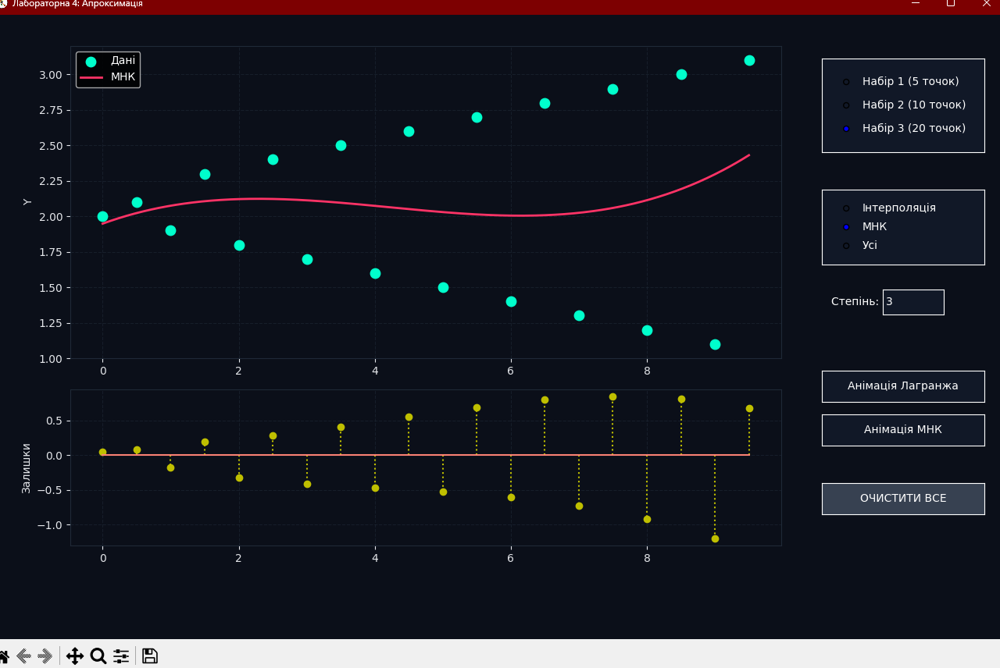 Лабораторна 4: Апроксимація
Дані
МНК
Y
3.00
2.75
2.50
2.25
2.00
1.75
1.50
1.25
1.00
0
2
4
6
8
Залишки
0.5
0.0
−0.5
−1.0
0
2
4
6
8
Набір 1 (5 точок)
Набір 2 (10 точок)
Набір 3 (20 точок)
Інтерполяція
МНК
Усі
Степінь: 3
Анімація Лагранжа
Анімація МНК
ОЧИСТИТИ ВСЕ